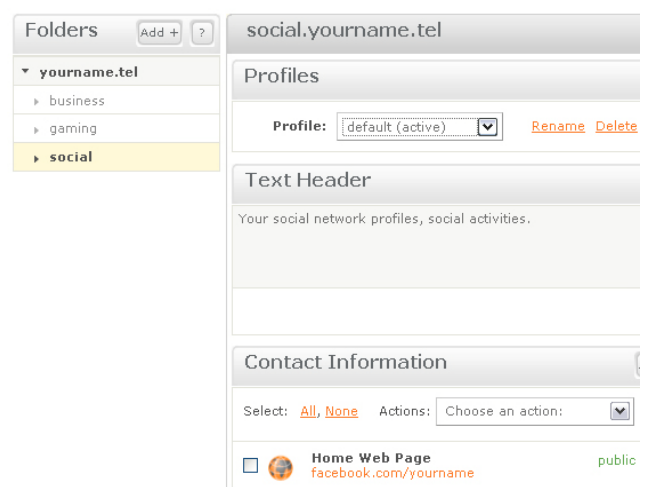 Folders
Add +
?
yourname.tel
business
gaming
social
social.yourname.tel
Profiles
Profile: default (active) Rename Delete
Text Header
Your social network profiles, social activities.
Contact Information
Select: All, None Actions: Choose an action:
Home Web Page public
facebook.com/yourname